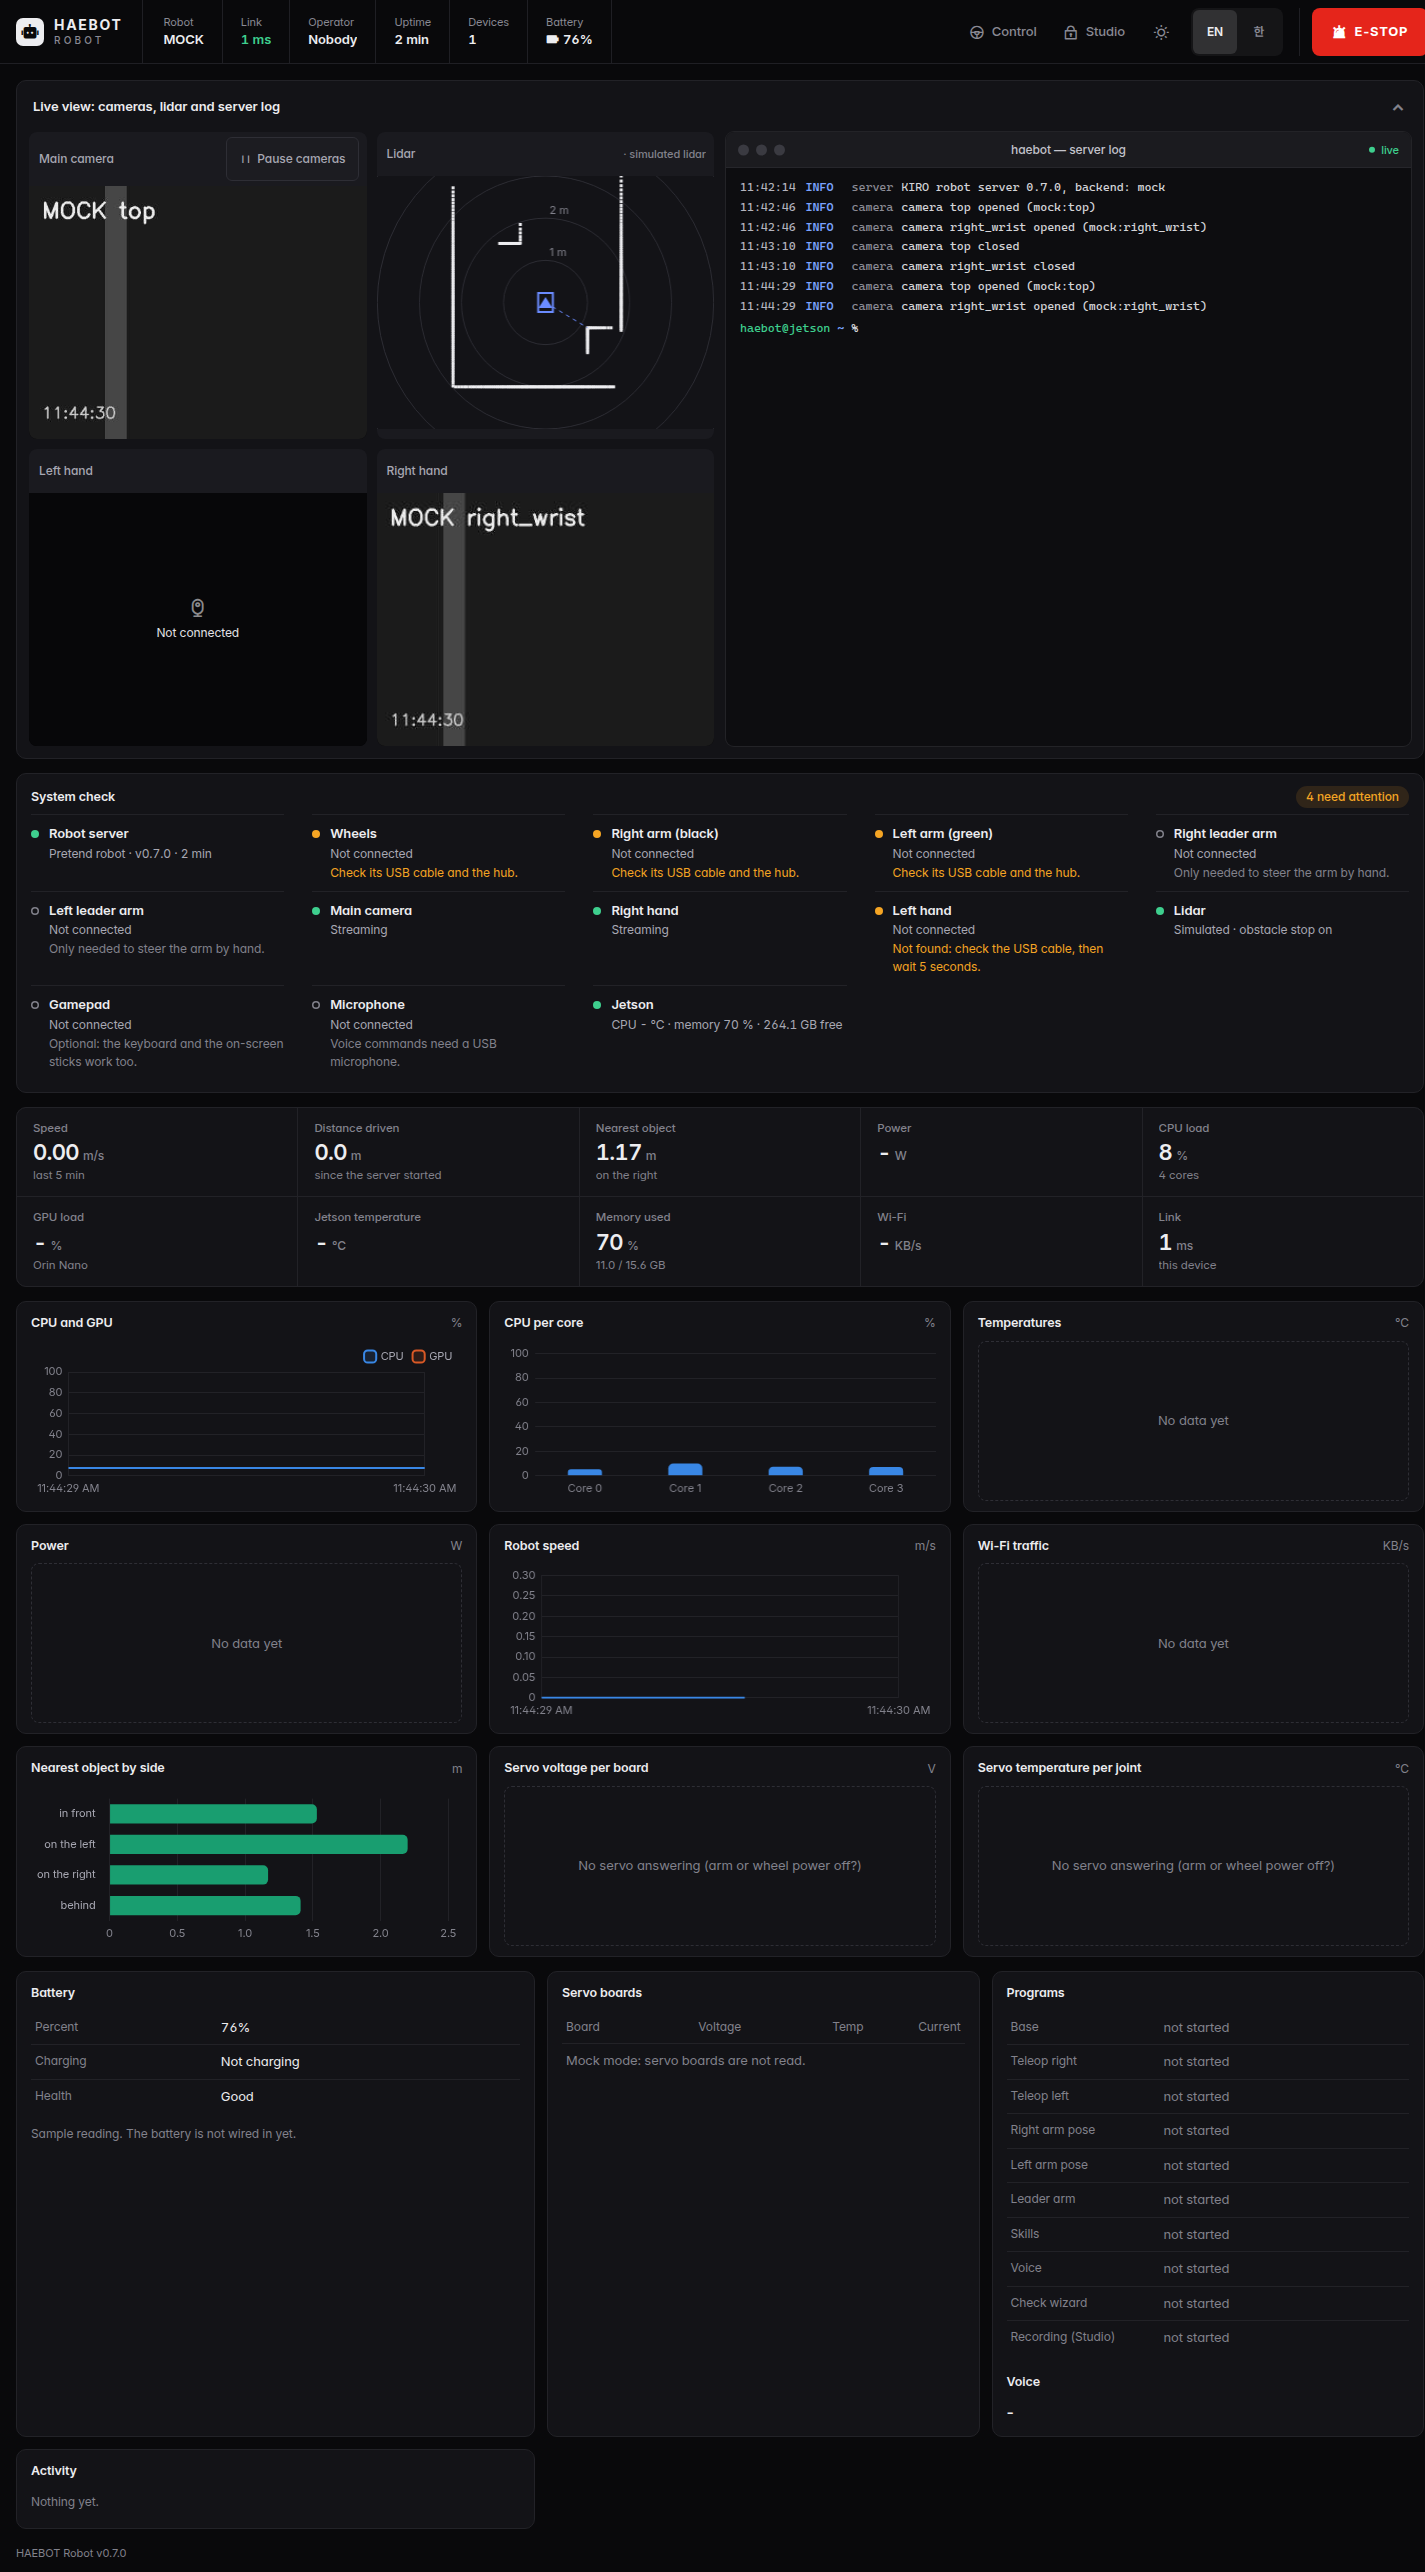 HAEBOT
ROBOT
Robot
MOCK
Link
1 ms
Operator
Nobody
Uptime
2 min
Devices
1
Battery
76%
Control
Studio
EN
한
E-STOP
Live view: cameras, lidar and server log
Main camera
Pause cameras
MOCK top
11:44:30
Lidar
· simulated lidar
2 m
1 m
haebot — server log
live
11:42:14 INFO server KIRO robot server 0.7.0, backend: mock
11:42:46 INFO camera camera top opened (mock:top)
11:42:46 INFO camera camera right_wrist opened (mock:right_wrist)
11:43:10 INFO camera camera top closed
11:43:10 INFO camera camera right_wrist closed
11:44:29 INFO camera camera top opened (mock:top)
11:44:29 INFO camera camera right_wrist opened (mock:right_wrist)
haebot@jetson ~ %
Left hand
Not connected
Right hand
MOCK right_wrist
11:44:30
System check
4 need attention
Robot server
Pretend robot · v0.7.0 · 2 min
Wheels
Not connected
Check its USB cable and the hub.
Right arm (black)
Not connected
Check its USB cable and the hub.
Left arm (green)
Not connected
Check its USB cable and the hub.
Right leader arm
Not connected
Only needed to steer the arm by hand.
Left leader arm
Not connected
Only needed to steer the arm by hand.
Main camera
Streaming
Right hand
Streaming
Left hand
Not connected
Not found: check the USB cable, then
wait 5 seconds.
Lidar
Simulated · obstacle stop on
Gamepad
Not connected
Optional: the keyboard and the on-screen
sticks work too.
Microphone
Not connected
Voice commands need a USB
microphone.
Jetson
CPU - °C · memory 70 % · 264.1 GB free
Speed
0.00 m/s
last 5 min
Distance driven
0.0 m
since the server started
Nearest object
1.17 m
on the right
Power
- W
CPU load
8 %
4 cores
GPU load
- %
Orin Nano
Jetson temperature
- °C
Memory used
70 %
11.0 / 15.6 GB
Wi-Fi
- KB/s
Link
1 ms
this device
CPU and GPU
%
CPU
GPU
100
80
60
40
20
0
11:44:29 AM
11:44:30 AM
CPU per core
%
100
80
60
40
20
0
Core 0
Core 1
Core 2
Core 3
Temperatures
°C
No data yet
Power
W
No data yet
Robot speed
m/s
0.30
0.25
0.20
0.15
0.10
0.05
0
11:44:29 AM
11:44:30 AM
Wi-Fi traffic
KB/s
No data yet
Nearest object by side
m
in front
on the left
on the right
behind
0
0.5
1.0
1.5
2.0
2.5
Servo voltage per board
V
No servo answering (arm or wheel power off?)
Servo temperature per joint
°C
No servo answering (arm or wheel power off?)
Battery
Percent 76%
Charging Not charging
Health Good
Sample reading. The battery is not wired in yet.
Servo boards
Board Voltage Temp Current
Mock mode: servo boards are not read.
Programs
Base not started
Teleop right not started
Teleop left not started
Right arm pose not started
Left arm pose not started
Leader arm not started
Skills not started
Voice not started
Check wizard not started
Recording (Studio) not started
Voice
-
Activity
Nothing yet.
HAEBOT Robot v0.7.0